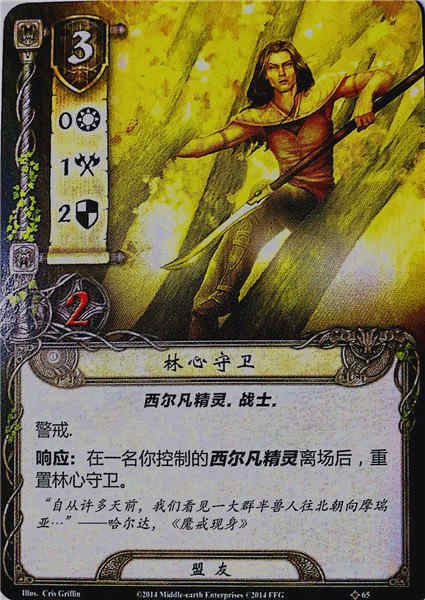 3
0
1
2
2
林心守卫
西尔凡精灵. 战士.
警戒.
响应：在一名你控制的西尔凡精灵离场后，重
置林心守卫。
“自从许多天前，我们看见一大群半兽人往北朝向摩瑞
亚…”——哈尔达，《魔戒现身》
盟友
Illus. Cris Griffin ©2014 Middle-earth Enterprises ©2014 FFG 65